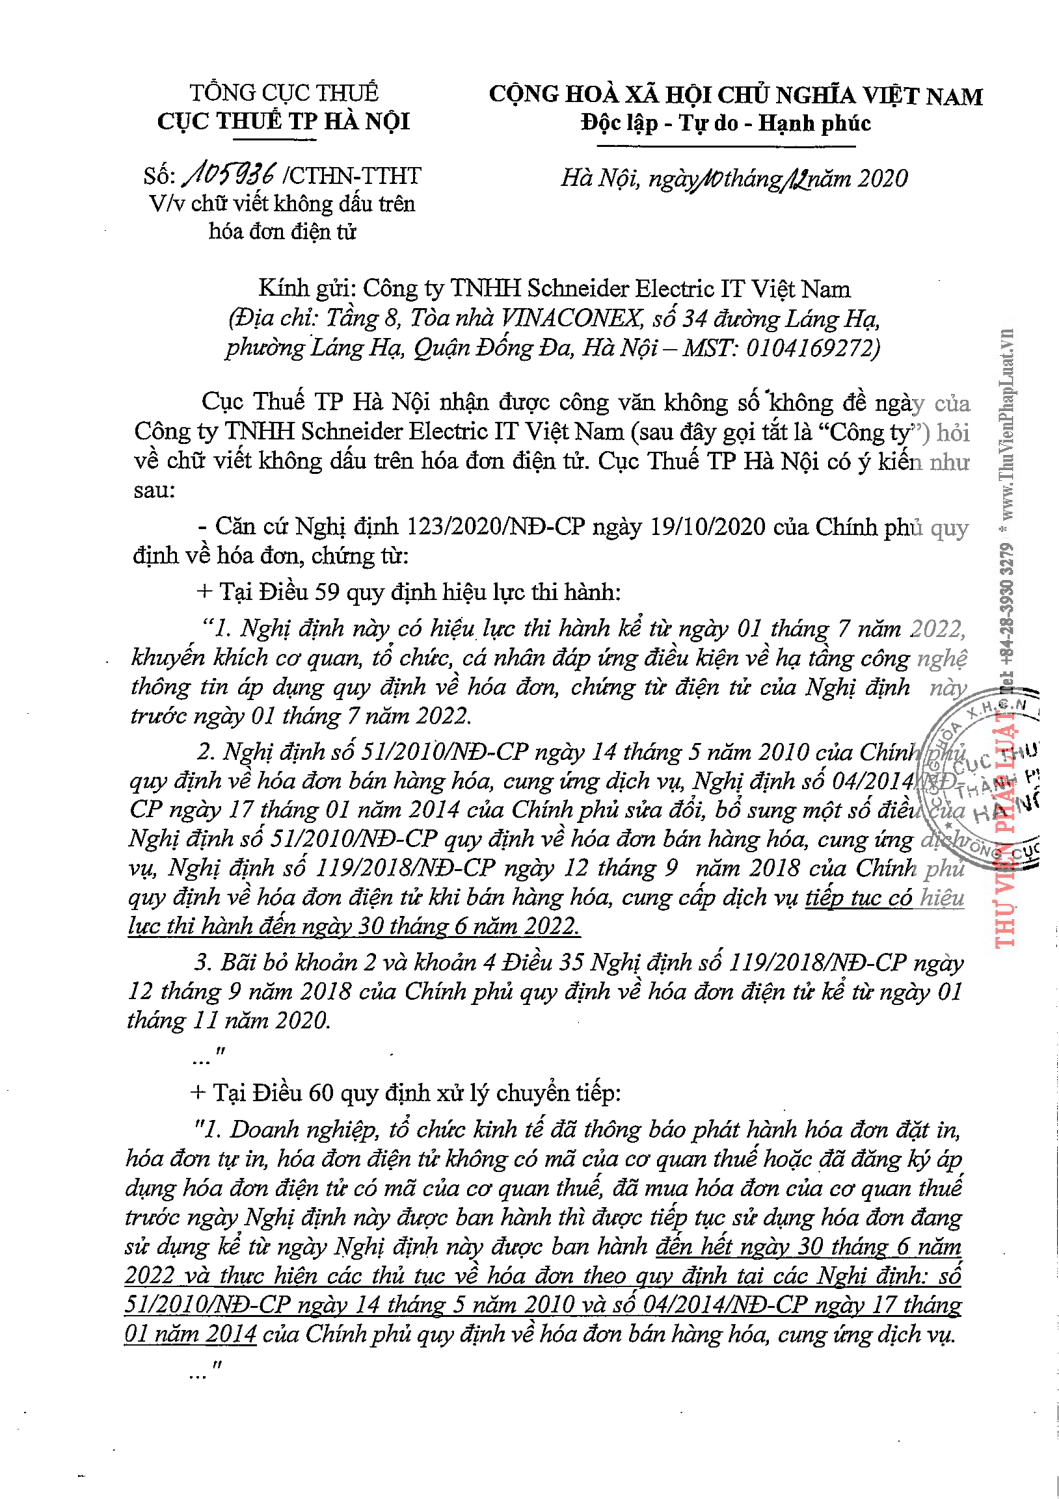 TỔNG CỤC THUẾ
CỤC THUẾ TP HÀ NỘI
CỘNG HOÀ XÃ HỘI CHỦ NGHĨA VIỆT NAM
Độc lập - Tự do - Hạnh phúc
Số: 105936 /CTHN-TTHT
V/v chữ viết không dấu trên
hóa đơn điện tử
Hà Nội, ngày 10 tháng 12 năm 2020
Kính gửi: Công ty TNHH Schneider Electric IT Việt Nam
(Địa chỉ: Tầng 8, Tòa nhà VINACONEX, số 34 đường Láng Hạ,
phường Láng Hạ, Quận Đống Đa, Hà Nội – MST: 0104169272)
Cục Thuế TP Hà Nội nhận được công văn không số không đề ngày của
Công ty TNHH Schneider Electric IT Việt Nam (sau đây gọi tắt là “Công ty”) hỏi
về chữ viết không dấu trên hóa đơn điện tử. Cục Thuế TP Hà Nội có ý kiến như
sau:
- Căn cứ Nghị định 123/2020/NĐ-CP ngày 19/10/2020 của Chính phủ quy
định về hóa đơn, chứng từ:
+ Tại Điều 59 quy định hiệu lực thi hành:
“1. Nghị định này có hiệu lực thi hành kể từ ngày 01 tháng 7 năm 2022,
khuyến khích cơ quan, tổ chức, cá nhân đáp ứng điều kiện về hạ tầng công nghệ
thông tin áp dụng quy định về hóa đơn, chứng từ điện tử của Nghị định này
trước ngày 01 tháng 7 năm 2022.
2. Nghị định số 51/2010/NĐ-CP ngày 14 tháng 5 năm 2010 của Chính phủ
quy định về hóa đơn bán hàng hóa, cung ứng dịch vụ, Nghị định số 04/2014/NĐ-
CP ngày 17 tháng 01 năm 2014 của Chính phủ sửa đổi, bổ sung một số điều của
Nghị định số 51/2010/NĐ-CP quy định về hóa đơn bán hàng hóa, cung ứng dịch
vụ, Nghị định số 119/2018/NĐ-CP ngày 12 tháng 9 năm 2018 của Chính phủ
quy định về hóa đơn điện tử khi bán hàng hóa, cung cấp dịch vụ tiếp tục có hiệu
lực thi hành đến ngày 30 tháng 6 năm 2022.
3. Bãi bỏ khoản 2 và khoản 4 Điều 35 Nghị định số 119/2018/NĐ-CP ngày
12 tháng 9 năm 2018 của Chính phủ quy định về hóa đơn điện tử kể từ ngày 01
tháng 11 năm 2020.
..."
+ Tại Điều 60 quy định xử lý chuyển tiếp:
"1. Doanh nghiệp, tổ chức kinh tế đã thông báo phát hành hóa đơn đặt in,
hóa đơn tự in, hóa đơn điện tử không có mã của cơ quan thuế hoặc đã đăng ký áp
dụng hóa đơn điện tử có mã của cơ quan thuế, đã mua hóa đơn của cơ quan thuế
trước ngày Nghị định này được ban hành thì được tiếp tục sử dụng hóa đơn đang
sử dụng kể từ ngày Nghị định này được ban hành đến hết ngày 30 tháng 6 năm
2022 và thực hiện các thủ tục về hóa đơn theo quy định tại các Nghị định: số
51/2010/NĐ-CP ngày 14 tháng 5 năm 2010 và số 04/2014/NĐ-CP ngày 17 tháng
01 năm 2014 của Chính phủ quy định về hóa đơn bán hàng hóa, cung ứng dịch vụ.
..."
THƯ VIỆN PHÁP LUẬT Tel: +84-28-3930 3279 * www.ThuVienPhapLuat.vn
CỤC THU
THÀNH P
HÀ NỘ